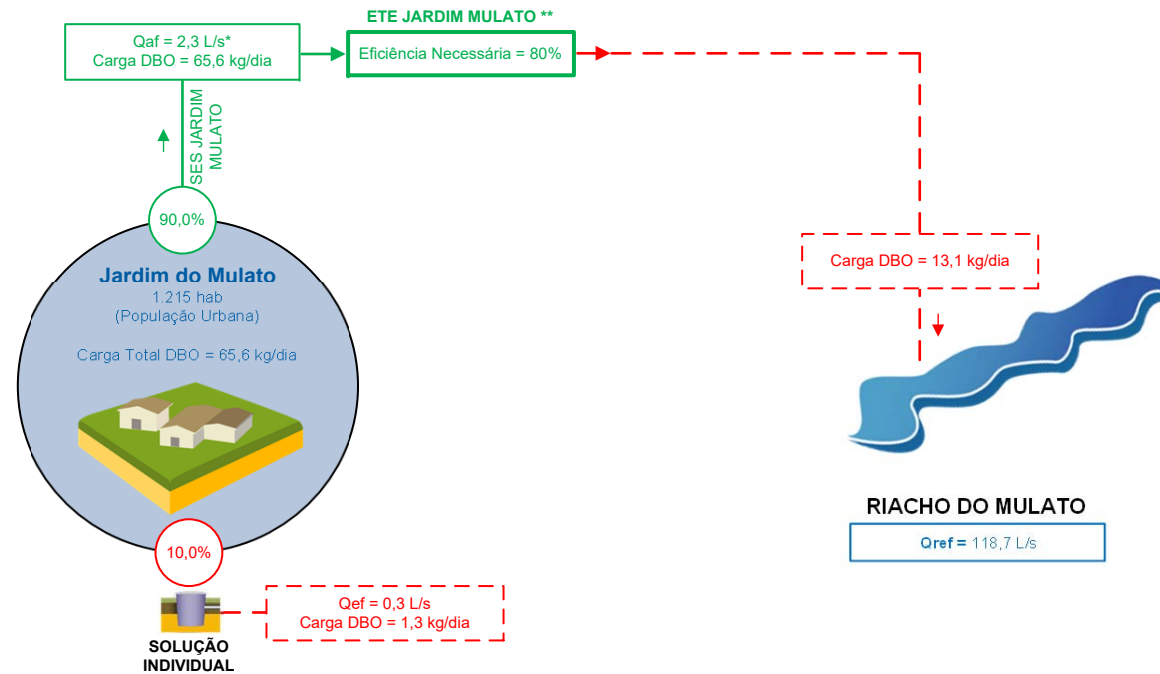 ETE JARDIM MULATO **
Qaf = 2,3 L/s*
Carga DBO = 65,6 kg/dia
Eficiência Necessária = 80%
SES JARDIM
MULATO
90,0%
Jardim do Mulato
1.215 hab
(População Urbana)
Carga Total DBO = 65,6 kg/dia
Carga DBO = 13,1 kg/dia
RIACHO DO MULATO
Qref = 118,7 L/s
10,0%
Qef = 0,3 L/s
Carga DBO = 1,3 kg/dia
SOLUÇÃO
INDIVIDUAL